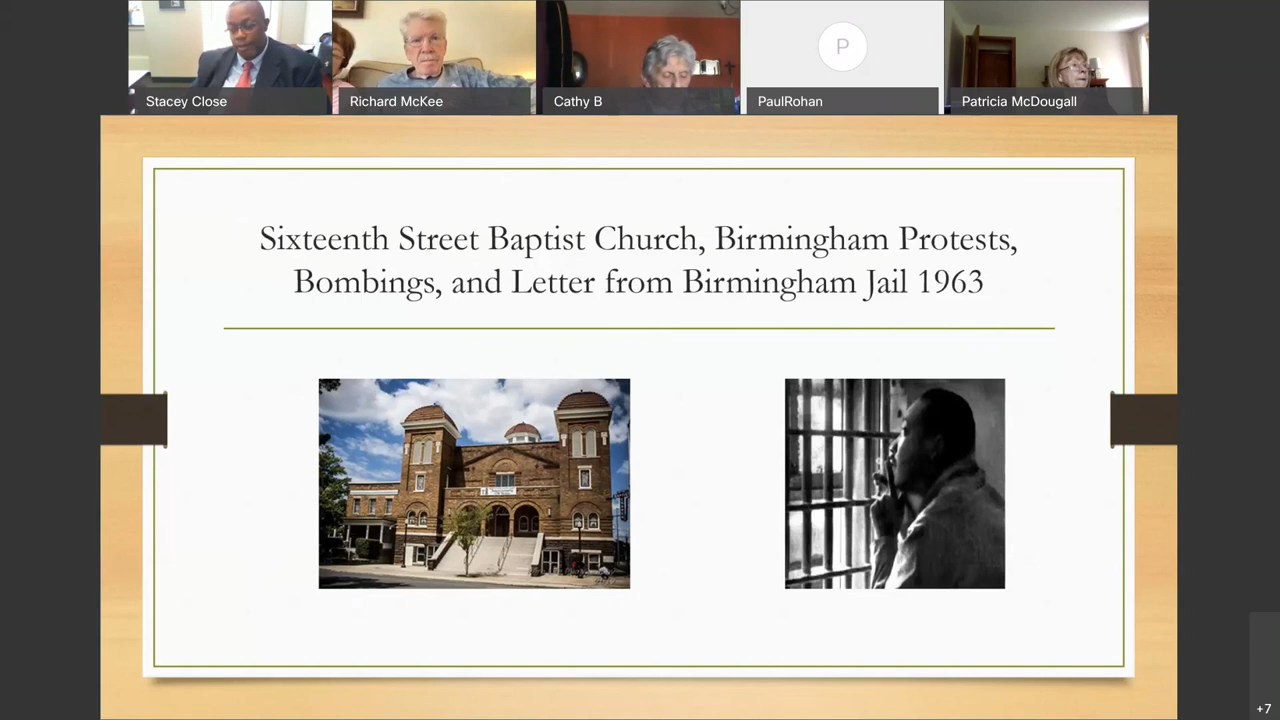 Stacey Close
Richard McKee
Cathy B
P
PaulRohan
Patricia McDougall
Sixteenth Street Baptist Church, Birmingham Protests,
Bombings, and Letter from Birmingham Jail 1963
+7